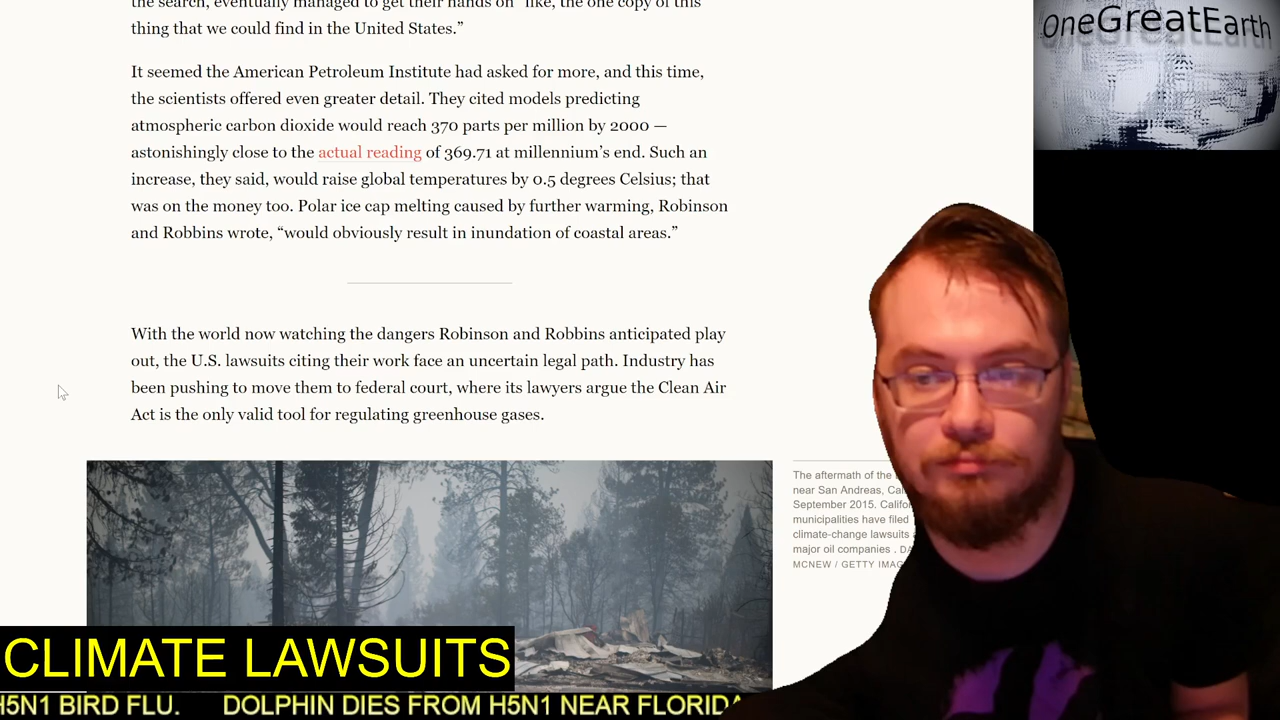 the search, eventually managed to get their hands on “like, the one copy of this
thing that we could find in the United States.”
It seemed the American Petroleum Institute had asked for more, and this time,
the scientists offered even greater detail. They cited models predicting
atmospheric carbon dioxide would reach 370 parts per million by 2000 —
astonishingly close to the actual reading of 369.71 at millennium’s end. Such an
increase, they said, would raise global temperatures by 0.5 degrees Celsius; that
was on the money too. Polar ice cap melting caused by further warming, Robinson
and Robbins wrote, “would obviously result in inundation of coastal areas.”
With the world now watching the dangers Robinson and Robbins anticipated play
out, the U.S. lawsuits citing their work face an uncertain legal path. Industry has
been pushing to move them to federal court, where its lawyers argue the Clean Air
Act is the only valid tool for regulating greenhouse gases.
The aftermath of the
near San Andreas, Cal
September 2015. Califor
municipalities have filed
climate-change lawsuits
major oil companies . DA
MCNEW / GETTY IMAG
OneGreatEarth
CLIMATE LAWSUITS
H5N1 BIRD FLU. DOLPHIN DIES FROM H5N1 NEAR FLORIDA